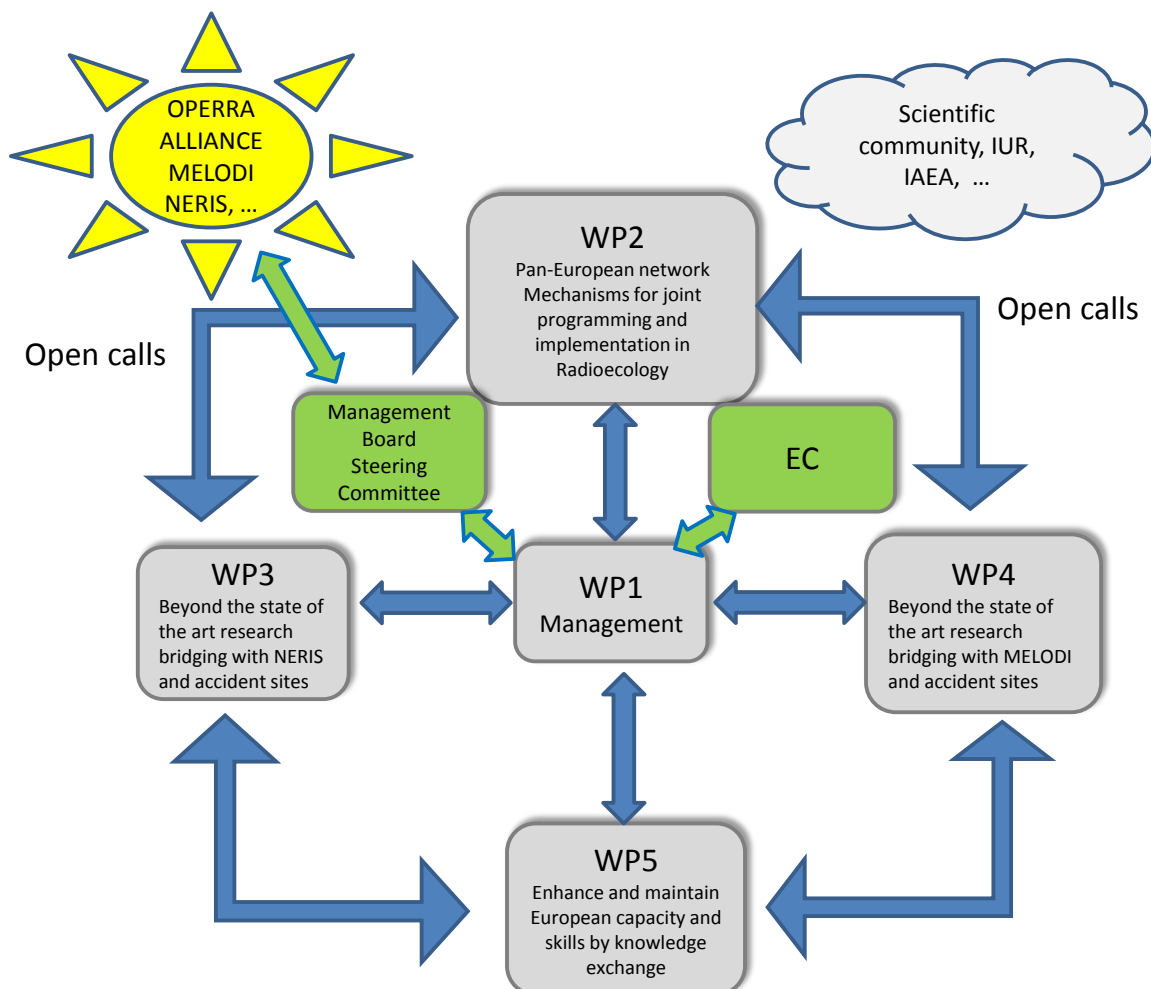 OPERRA
ALLIANCE
MELODI
NERIS, ...
Scientific
community, IUR,
IAEA, ...
WP2
Pan-European network
Mechanisms for joint
programming and
implementation in
Radioecology
Open calls
Open calls
Management
Board
Steering
Committee
EC
WP3
Beyond the state of
the art research
bridging with NERIS
and accident sites
WP1
Management
WP4
Beyond the state of
the art research
bridging with MELODI
and accident sites
WP5
Enhance and maintain
European capacity and
skills by knowledge
exchange